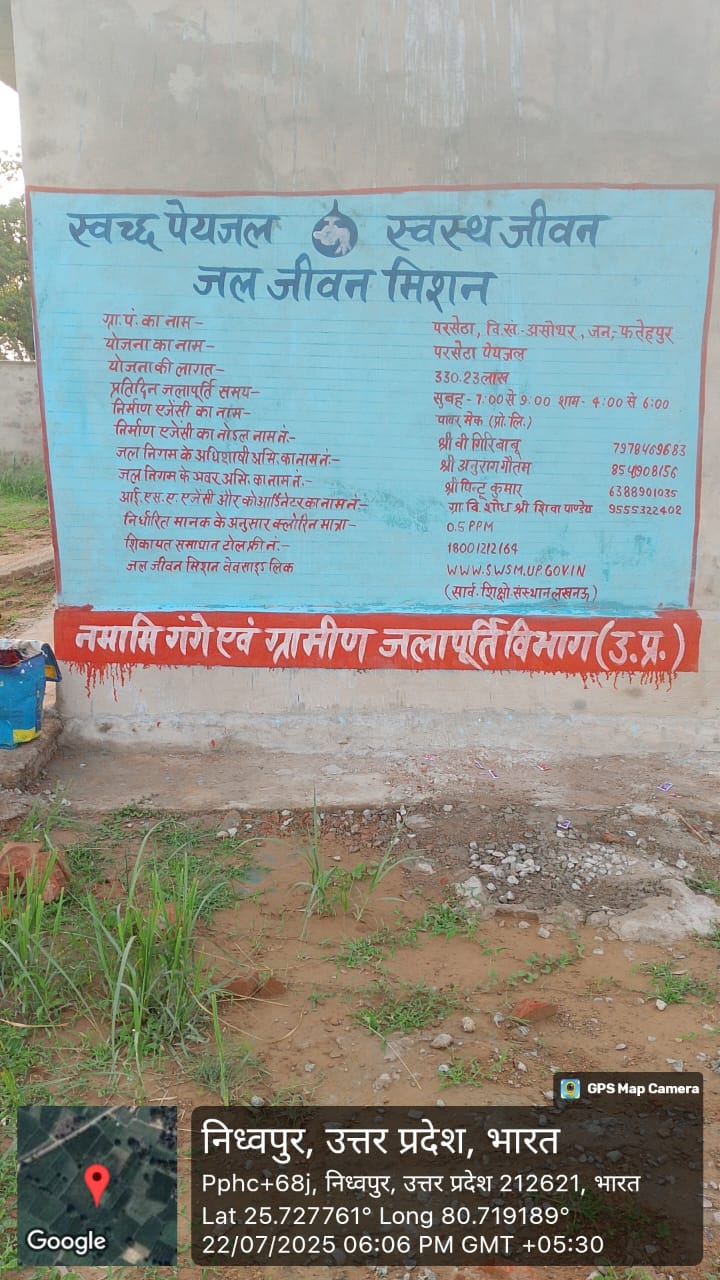 स्वच्छ पेयजल स्वस्थ जीवन
जल जीवन मिशन
ग्रा.पं. का नाम- परसेठा, वि.सं.- असोथर, जन,- फतेहपुर
योजना का नाम- परसेठा पेयजल
योजना की लागत- 330.23 लाख
प्रतिदिन जलापूर्ति समय- सुबह - 7:00 से 9:00 शाम - 4:00 से 6:00
निर्माण एजेंसी का नाम- पावर मेक (प्रो.लि.)
निर्माण एजेंसी का नोडल नाम नं:- श्री वी गिरि बाबू 7978469683
जल निगम के अधिशाषी अभि. का नाम नं:- श्री अनुराग गौतम
जल निगम के अवर अभि. का नाम नं:- श्री पिन्टू कुमार 6388901035
आई.एस.ए. एजेंसी और कोआर्डिनेटर का नाम नं:- ग्रा वि शोध श्री शिवा पाण्डेय 9555322402
निर्धारित मानक के अनुसार क्लोरिन मात्रा- 0.5 PPM
शिकायत समाधान टोल फ्री नं:- 18001212164
जल जीवन मिशन वेवसाइड लिंक WWW.SWSM.UP.GOV.IN
(सार्व. शिक्षो संस्थान लखनऊ)
नमामि गंगे एवं ग्रामीण जलापूर्ति विभाग (उ.प्र.)
GPS Map Camera
निध्वपुर, उत्तर प्रदेश, भारत
Pphc+68j, निध्वपुर, उत्तर प्रदेश 212621, भारत
Lat 25.727761° Long 80.719189°
22/07/2025 06:06 PM GMT +05:30
Google